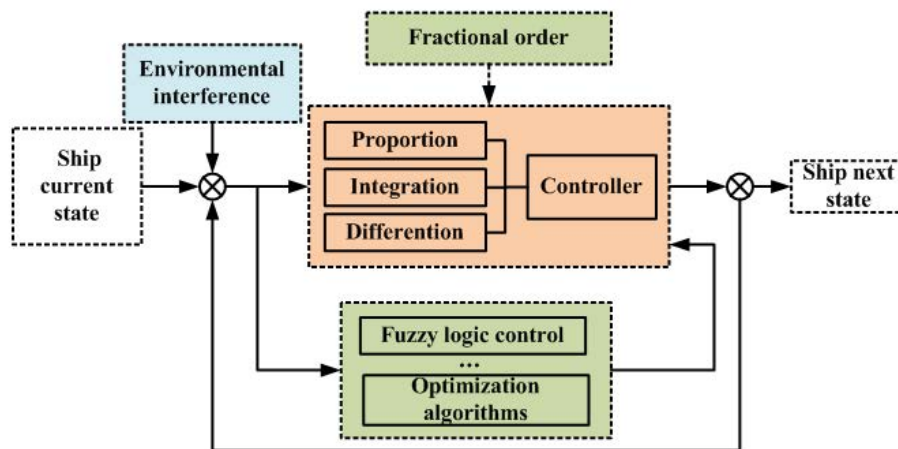 Fractional order
Environmental
interference
Ship
current
state
Proportion
Integration
Differention
Controller
Ship next
state
Fuzzy logic control
...
Optimization
algorithms